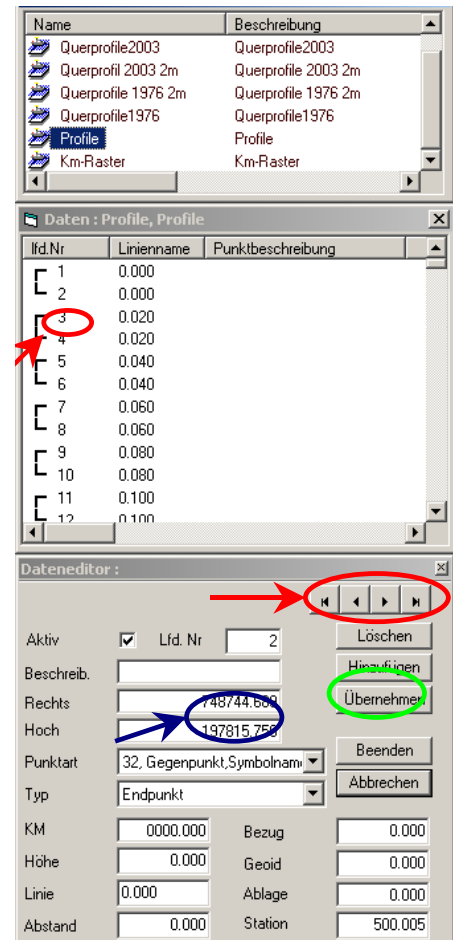 Name Beschreibung
Querprofile2003 Querprofile2003
Querprofil 2003 2m Querprofile 2003 2m
Querprofile 1976 2m Querprofile 1976 2m
Querprofile1976 Querprofile1976
Profile Profile
Km-Raster Km-Raster
Daten : Profile, Profile
lfd.Nr Linienname Punktbeschreibung
1 0.000
2 0.000
3 0.020
4 0.020
5 0.040
6 0.040
7 0.060
8 0.060
9 0.080
10 0.080
11 0.100
12 0.100
Dateneditor :
Aktiv Lfd. Nr 2 Löschen
Beschreib. Hinzufügen
Rechts Übernehmen
Hoch
Punktart 32, Gegenpunkt,Symbolnam Beenden
Typ Endpunkt Abbrechen
KM 0000.000 Bezug 0.000
Höhe 0.000 Geoid 0.000
Linie 0.000 Ablage 0.000
Abstand 0.000 Station 500.005